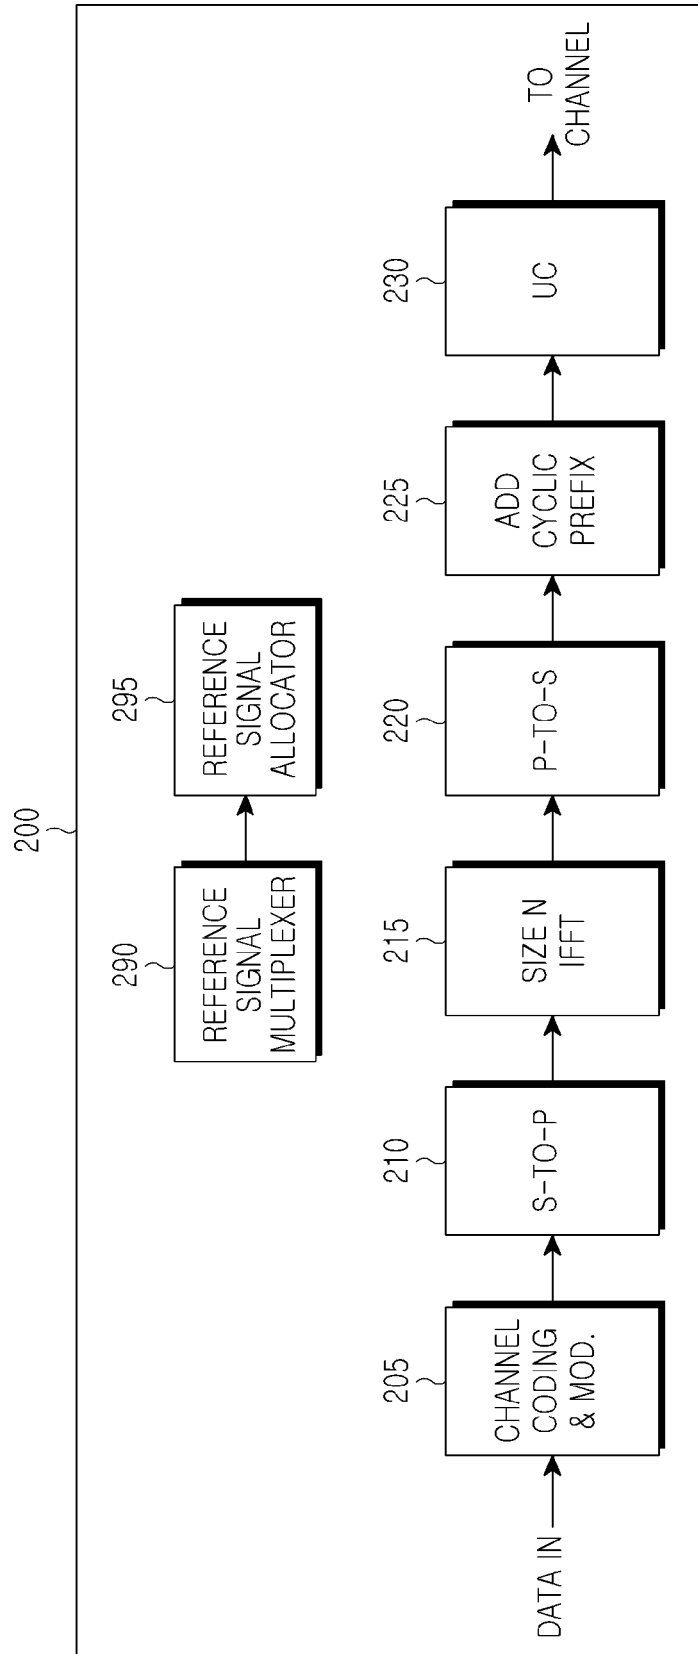 200
290
REFERENCE
SIGNAL
MULTIPLEXER
295
REFERENCE
SIGNAL
ALLOCATOR
DATA IN
205
CHANNEL
CODING
& MOD.
210
S-TO-P
215
SIZE N
IFFT
220
P-TO-S
225
ADD
CYCLIC
PREFIX
230
UC
TO
CHANNEL